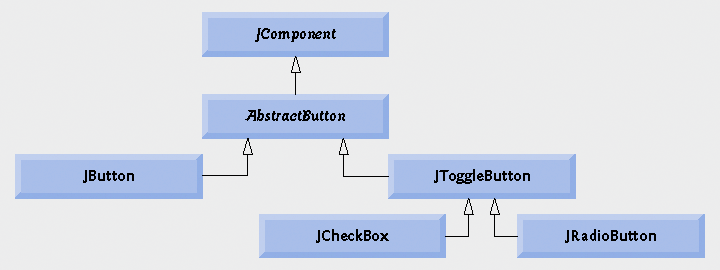 JComponent
AbstractButton
JButton
JToggleButton
JCheckBox
JRadioButton